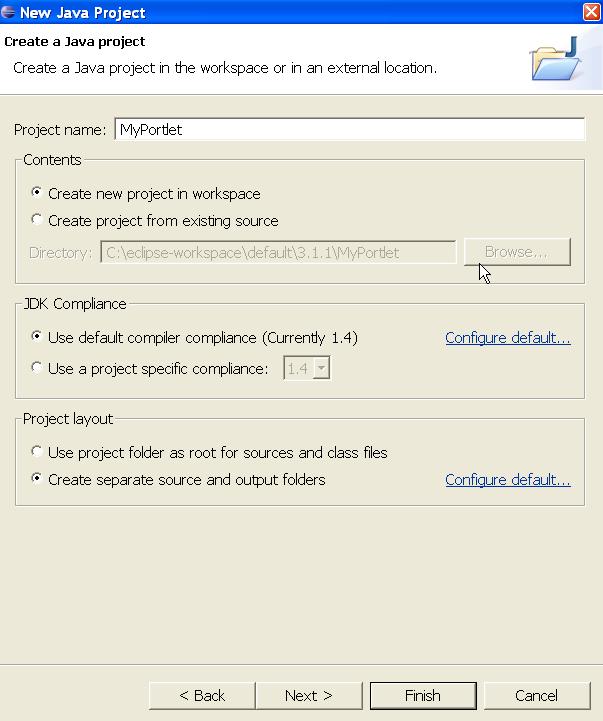 New Java Project
Create a Java project
Create a Java project in the workspace or in an external location.
Project name: MyPortlet
Contents
Create new project in workspace
Create project from existing source
Directory: C:\eclipse-workspace\default\3.1.1\MyPortlet Browse...
JDK Compliance
Use default compiler compliance (Currently 1.4) Configure default...
Use a project specific compliance: 1.4
Project layout
Use project folder as root for sources and class files
Create separate source and output folders Configure default...
< Back Next > Finish Cancel